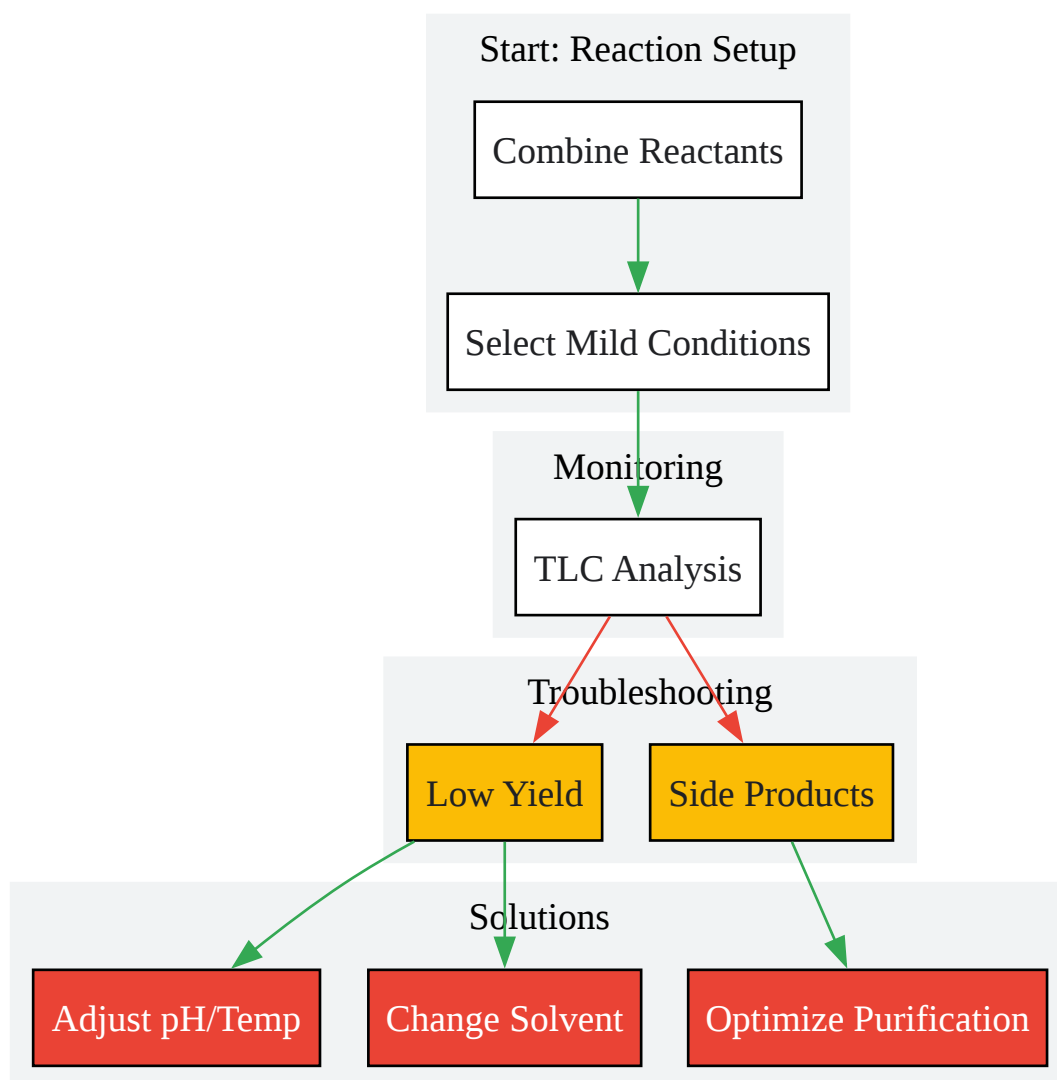 Start: Reaction Setup
Combine Reactants
Select Mild Conditions
Monitoring
TLC Analysis
Troubleshooting
Low Yield
Side Products
Solutions
Adjust pH/Temp
Change Solvent
Optimize Purification